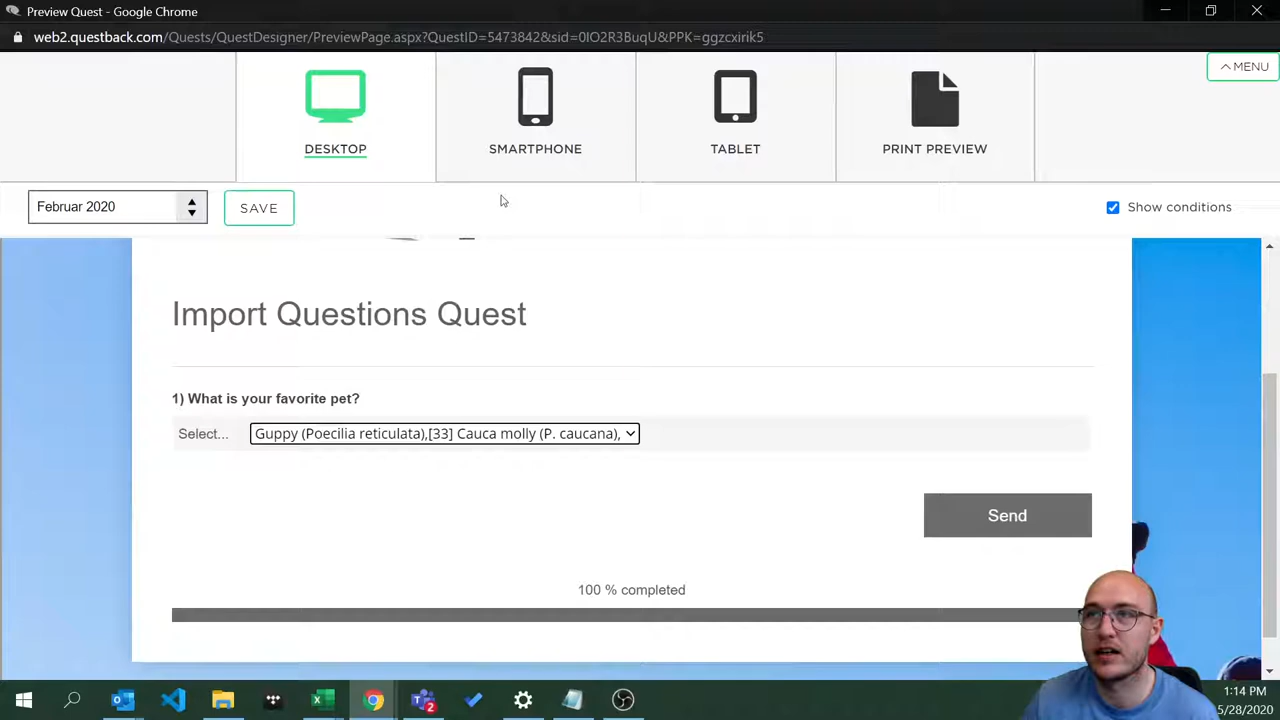 Preview Quest - Google Chrome
web2.questback.com/Quests/QuestDesigner/PreviewPage.aspx?QuestID=5473842&sid=0IO2R3BuqU&PPK=ggzcxirik5
MENU
DESKTOP
SMARTPHONE
TABLET
PRINT PREVIEW
Februar 2020
SAVE
Show conditions
Import Questions Quest
1) What is your favorite pet?
Select...
Guppy (Poecilia reticulata),[33] Cauca molly (P. caucana),
Send
100 % completed
2
1:14 PM
5/28/2020